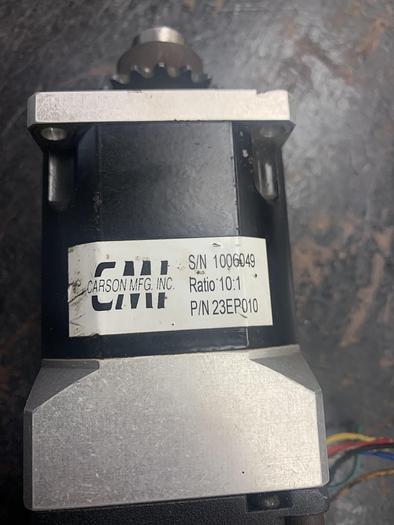 S/N 1006049
CMI
CARSON MFG. INC.
Ratio 10:1
P/N 23EP010